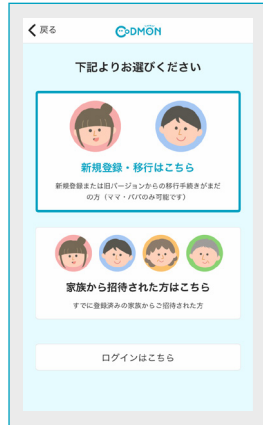 戻る
CoDMON
下記よりお選びください
新規登録・移行はこちら
新規登録または旧バージョンからの移行手続きがまだ
の方（ママ・パパのみ可能です）
家族から招待された方はこちら
すでに登録済みの家族からご招待された方
ログインはこちら